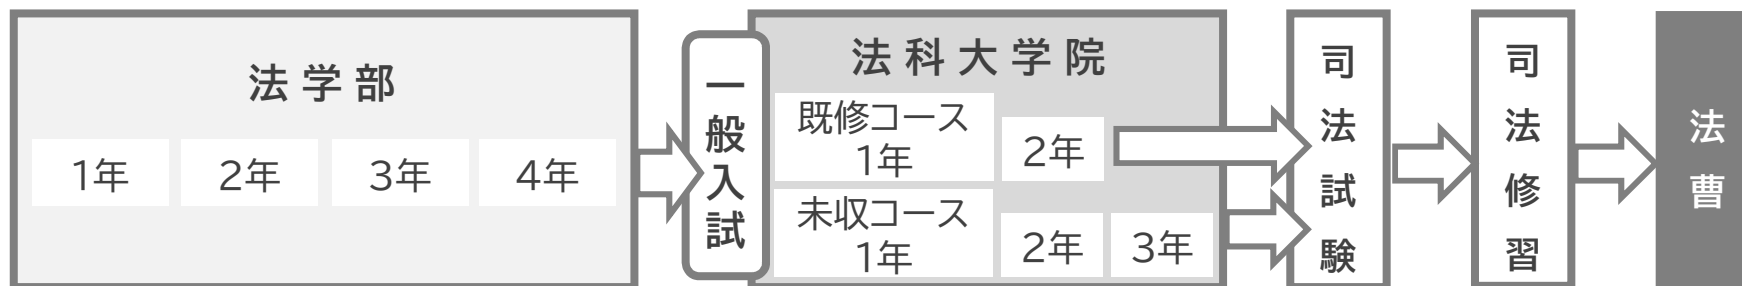 法学部
1年
2年
3年
4年
一般入試
法科大学院
既修コース
1年
2年
未収コース
1年
2年
3年
司法試験
司法修習
法曹